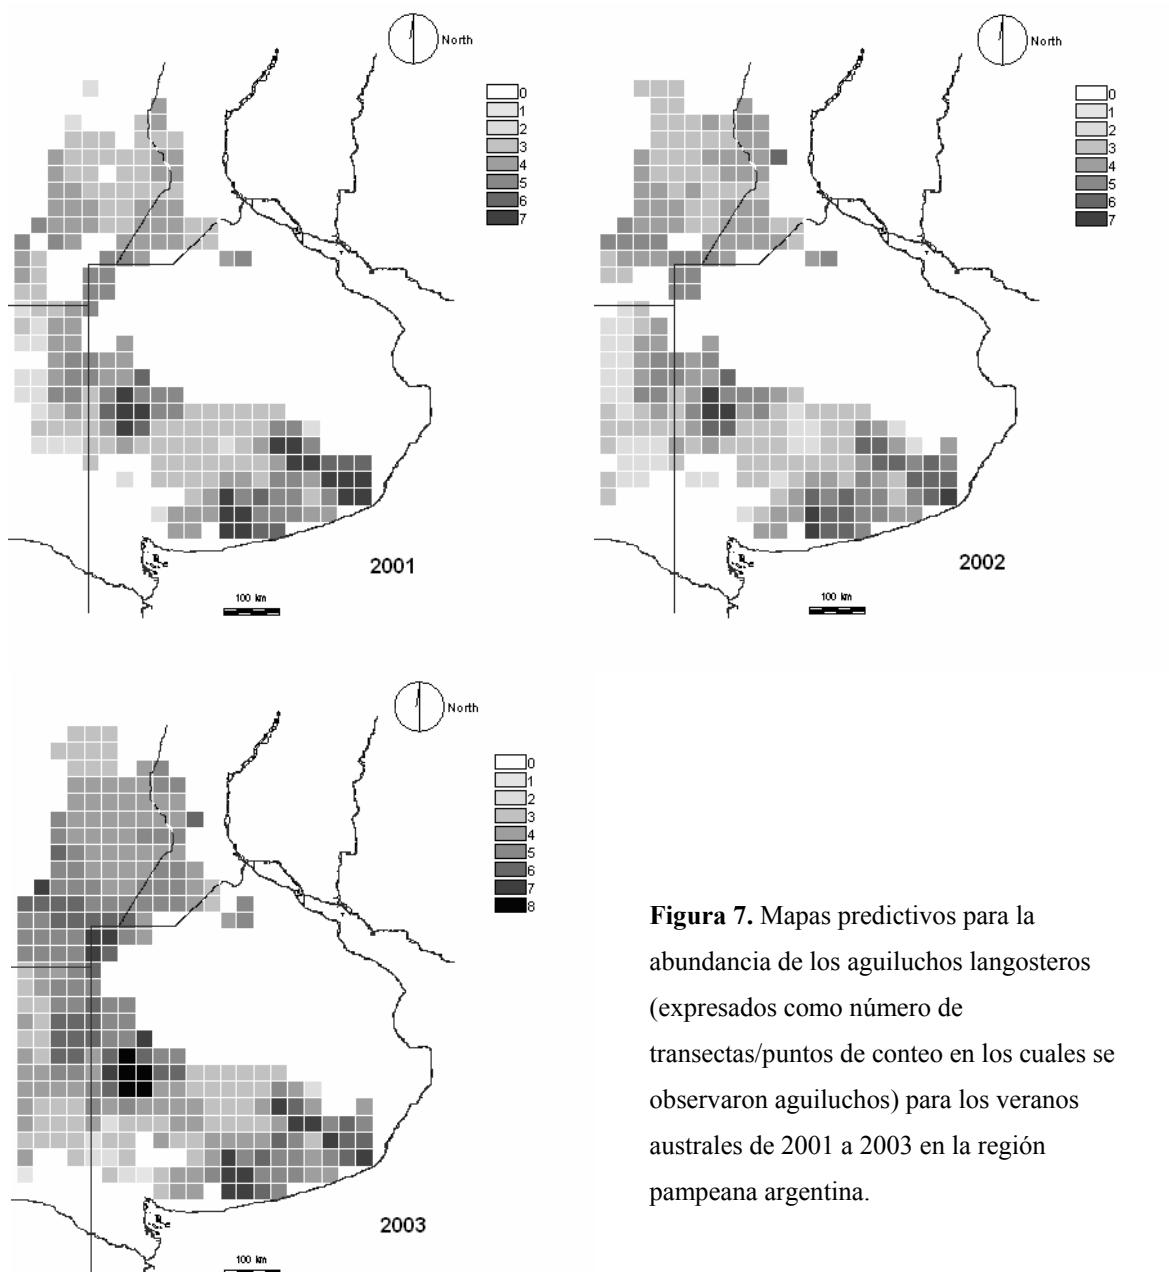 North
0
1
2
3
4
5
6
7
2001
100 km
North
0
1
2
3
4
5
6
7
2002
100 km
North
0
1
2
3
4
5
6
7
8
2003
100 km
Figura 7. Mapas predictivos para la
abundancia de los aguiluchos langosteros
(expresados como número de
transectas/puntos de conteo en los cuales se
observaron aguiluchos) para los veranos
australes de 2001 a 2003 en la región
pampeana argentina.